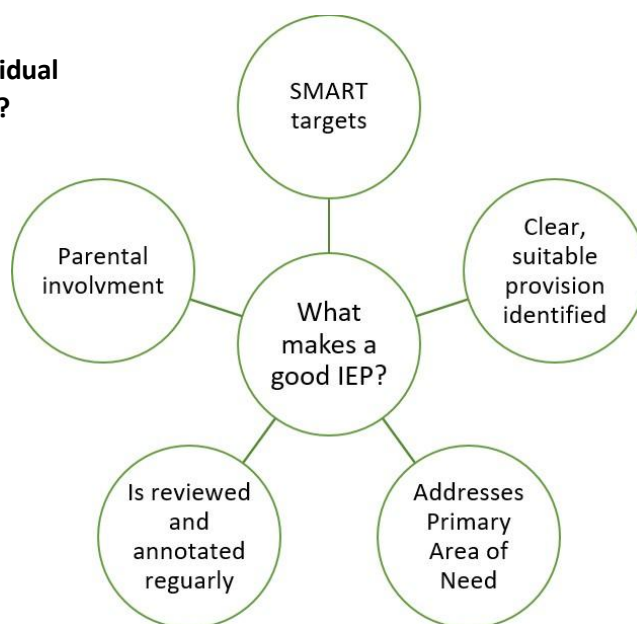 vidual
?
SMART
targets
Clear,
suitable
provision
identified
Parental
involvment
What
makes a
good IEP?
Is reviewed
and
annotated
reguarly
Addresses
Primary
Area of
Need